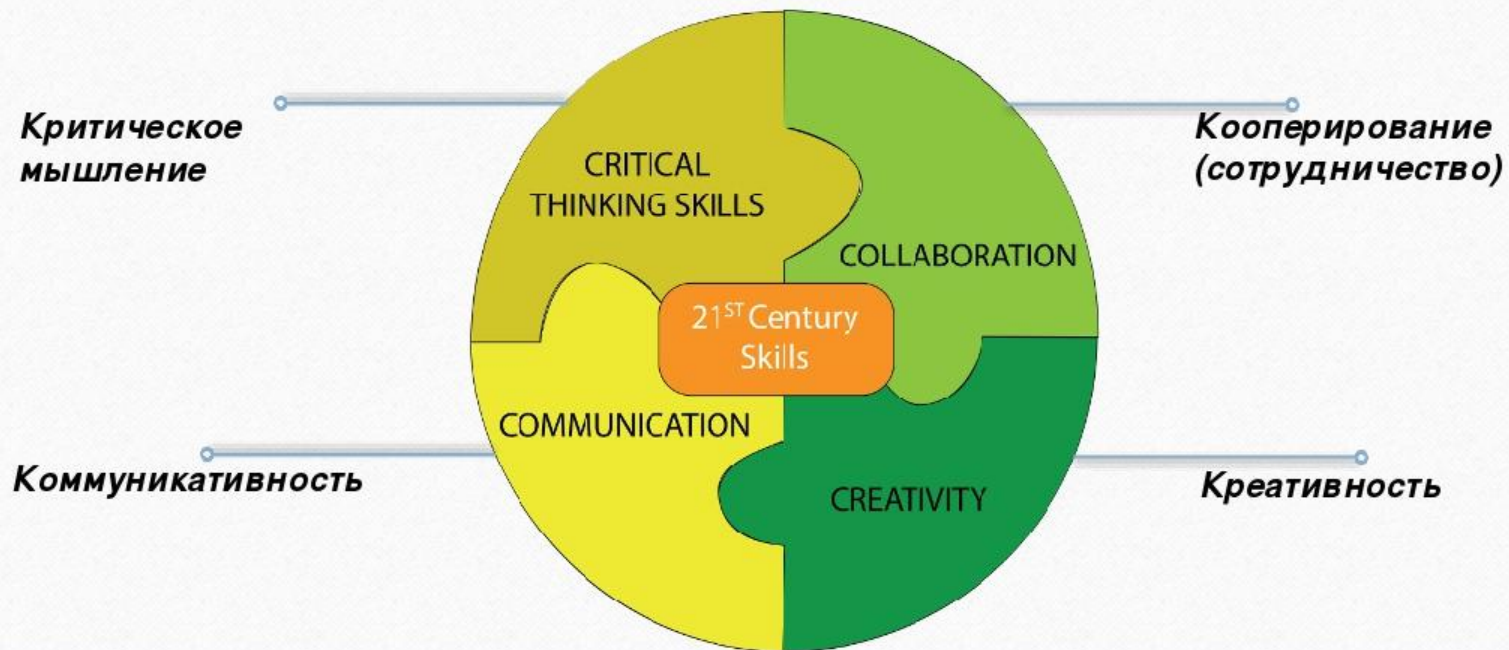 Критическое
мышление
CRITICAL
THINKING SKILLS
Кооперирование
(сотрудничество)
COLLABORATION
21ST Century
Skills
COMMUNICATION
Коммуникативность
CREATIVITY
Креативность